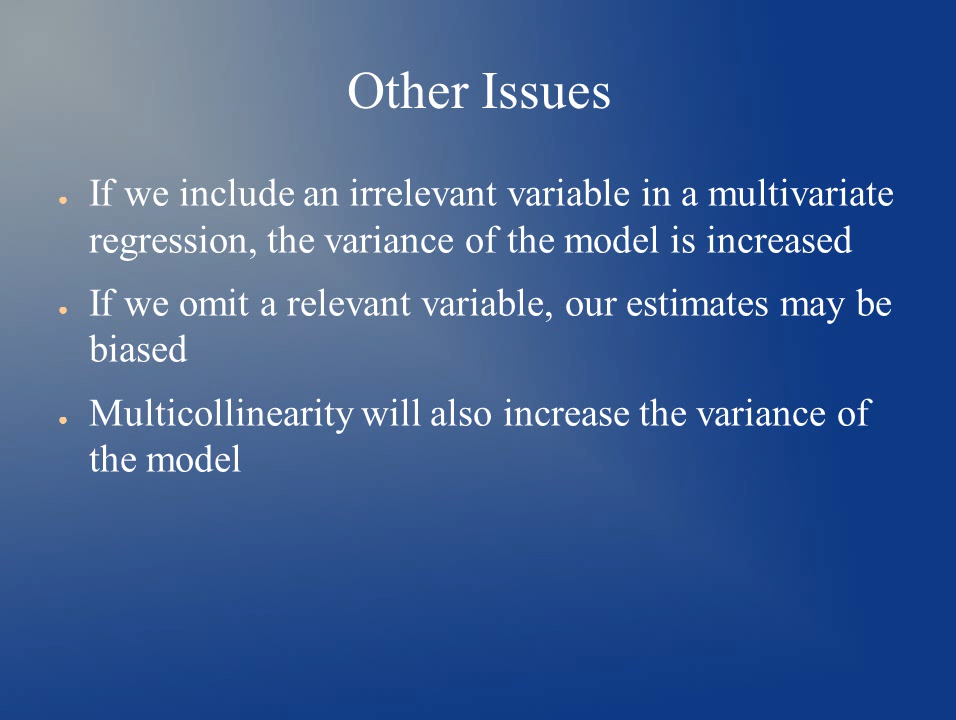 Other Issues
● If we include an irrelevant variable in a multivariate
regression, the variance of the model is increased
● If we omit a relevant variable, our estimates may be
biased
● Multicollinearity will also increase the variance of
the model